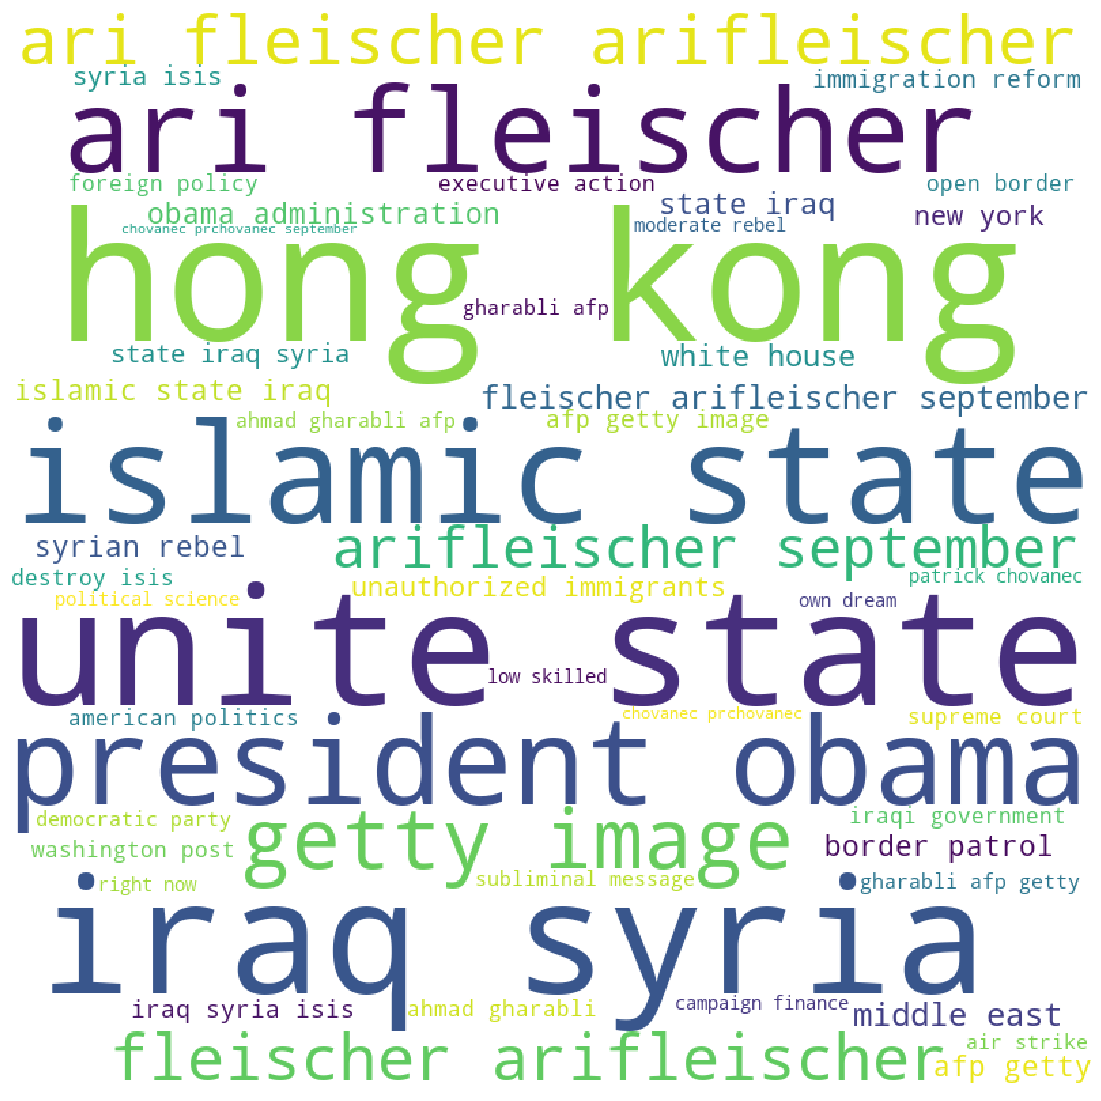 ari fleischer arifleischer
syria isis
immigration reform
ari fleischer
foreign policy
executive action
open border
obama administration
state iraq
new york
chovanec prchovanec september
moderate rebel
hong kong
gharabli afp
state iraq syria
white house
islamic state iraq
fleischer arifleischer september
ahmad gharabli afp
afp getty image
islamic state
syrian rebel
arifleischer september
destroy isis
unauthorized immigrants
patrick chovanec
political science
own dream
unite state
low skilled
american politics
chovanec prchovanec
supreme court
president obama
democratic party
getty image
iraqi government
washington post
border patrol
right now
subliminal message
gharabli afp getty
iraq syria
iraq syria isis
ahmad gharabli
campaign finance
middle east
fleischer arifleischer
air strike
afp getty